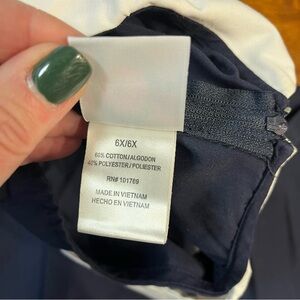 6X/6X
60% COTTON/ALGODON
40% POLYESTER/POLIESTER
RN# 101769
MADE IN VIETNAM
HECHO EN VIETNAM